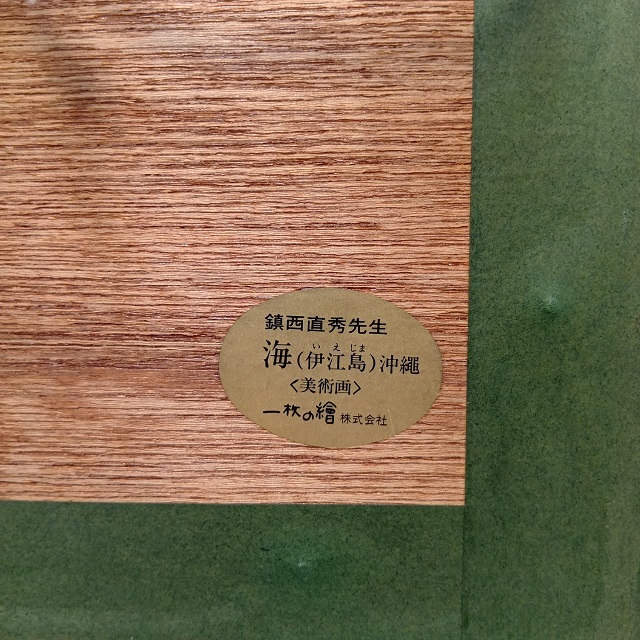 鎮西直秀先生
海(伊江島)沖繩
いえじま
〈美術画〉
一枚の繪 株式会社